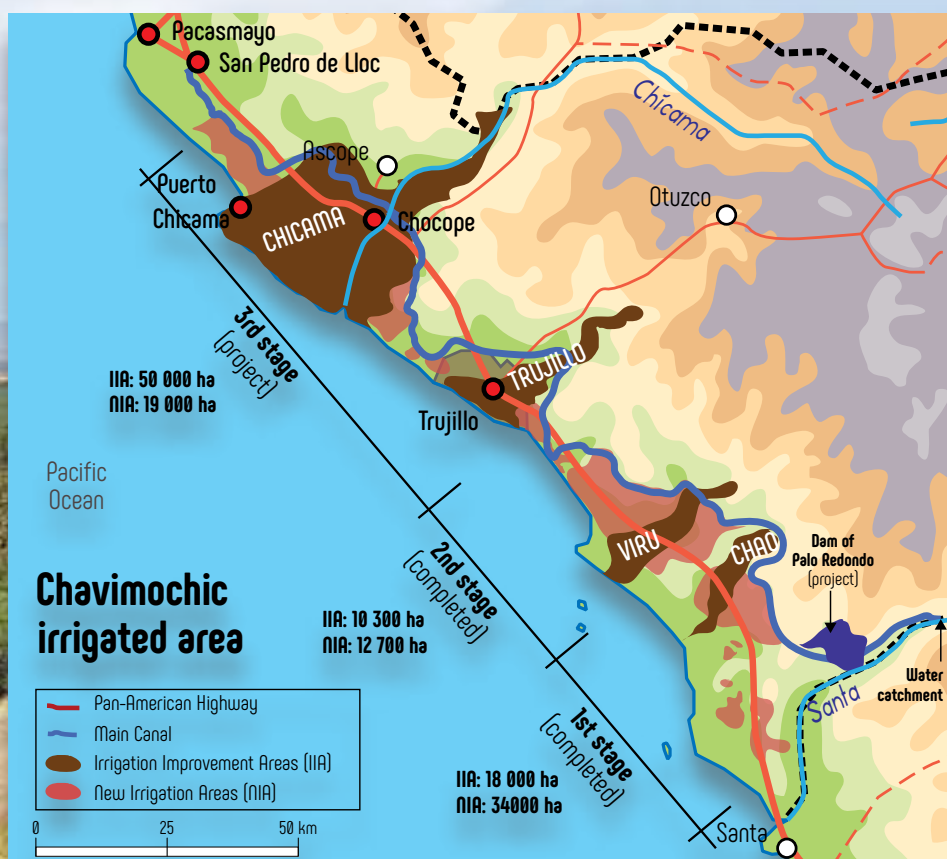 Pacasmayo
San Pedro de Lloc
Chicama
Ascope
Otuzco
Puerto
Chicama
CHICAMA
Chocope
3rd stage
(project)
IIA: 50 000 ha
NIA: 19 000 ha
TRUJILLO
Trujillo
Pacific
Ocean
VIRU
CHAO
Dam of
Palo Redondo
(project)
2nd stage
(completed)
IIA: 10 300 ha
NIA: 12 700 ha
Water
catchment
Santa
1st stage
(completed)
IIA: 18 000 ha
NIA: 34000 ha
Santa
Chavimochic
irrigated area
Pan-American Highway
Main Canal
Irrigation Improvement Areas (IIA)
New Irrigation Areas (NIA)
0 25 50 km